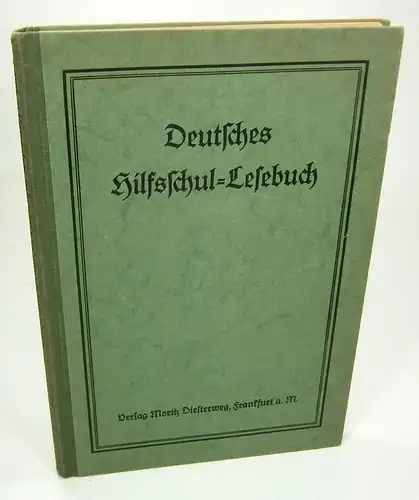 Deutſches
Hilfsſchul=Leſebuch
Verlag Moritz Dieſterweg, Frankfurt a. M.